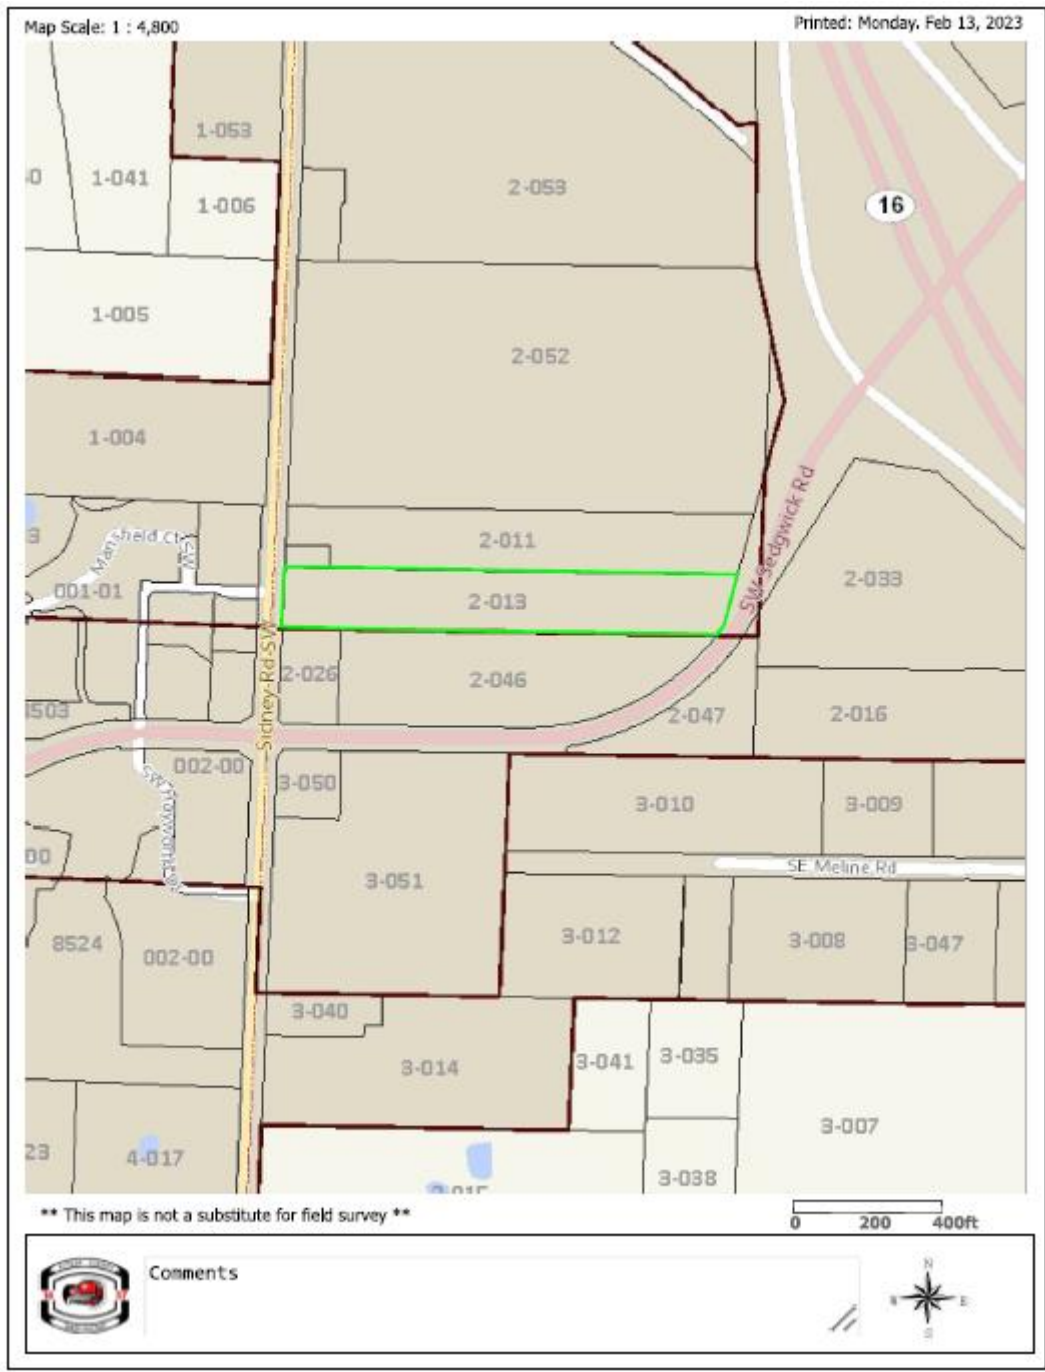 Map Scale: 1 : 4,800
Printed: Monday, Feb 13, 2023
1-053
1-041
1-006
2-053
16
1-005
2-052
1-004
2-011
Mansfield Ct SW
SW Sedgwick Rd
2-033
001-01
2-013
Sidney Rd SW
2-026
2-046
8503
2-047
2-016
002-00
3-050
3-010
3-009
SE Meline Rd
3-051
8524
002-00
3-012
3-008
3-047
3-040
3-014
3-041
3-035
3-007
4-017
3-038
23
** This map is not a substitute for field survey **
0 200 400ft
Comments
N
W E
S